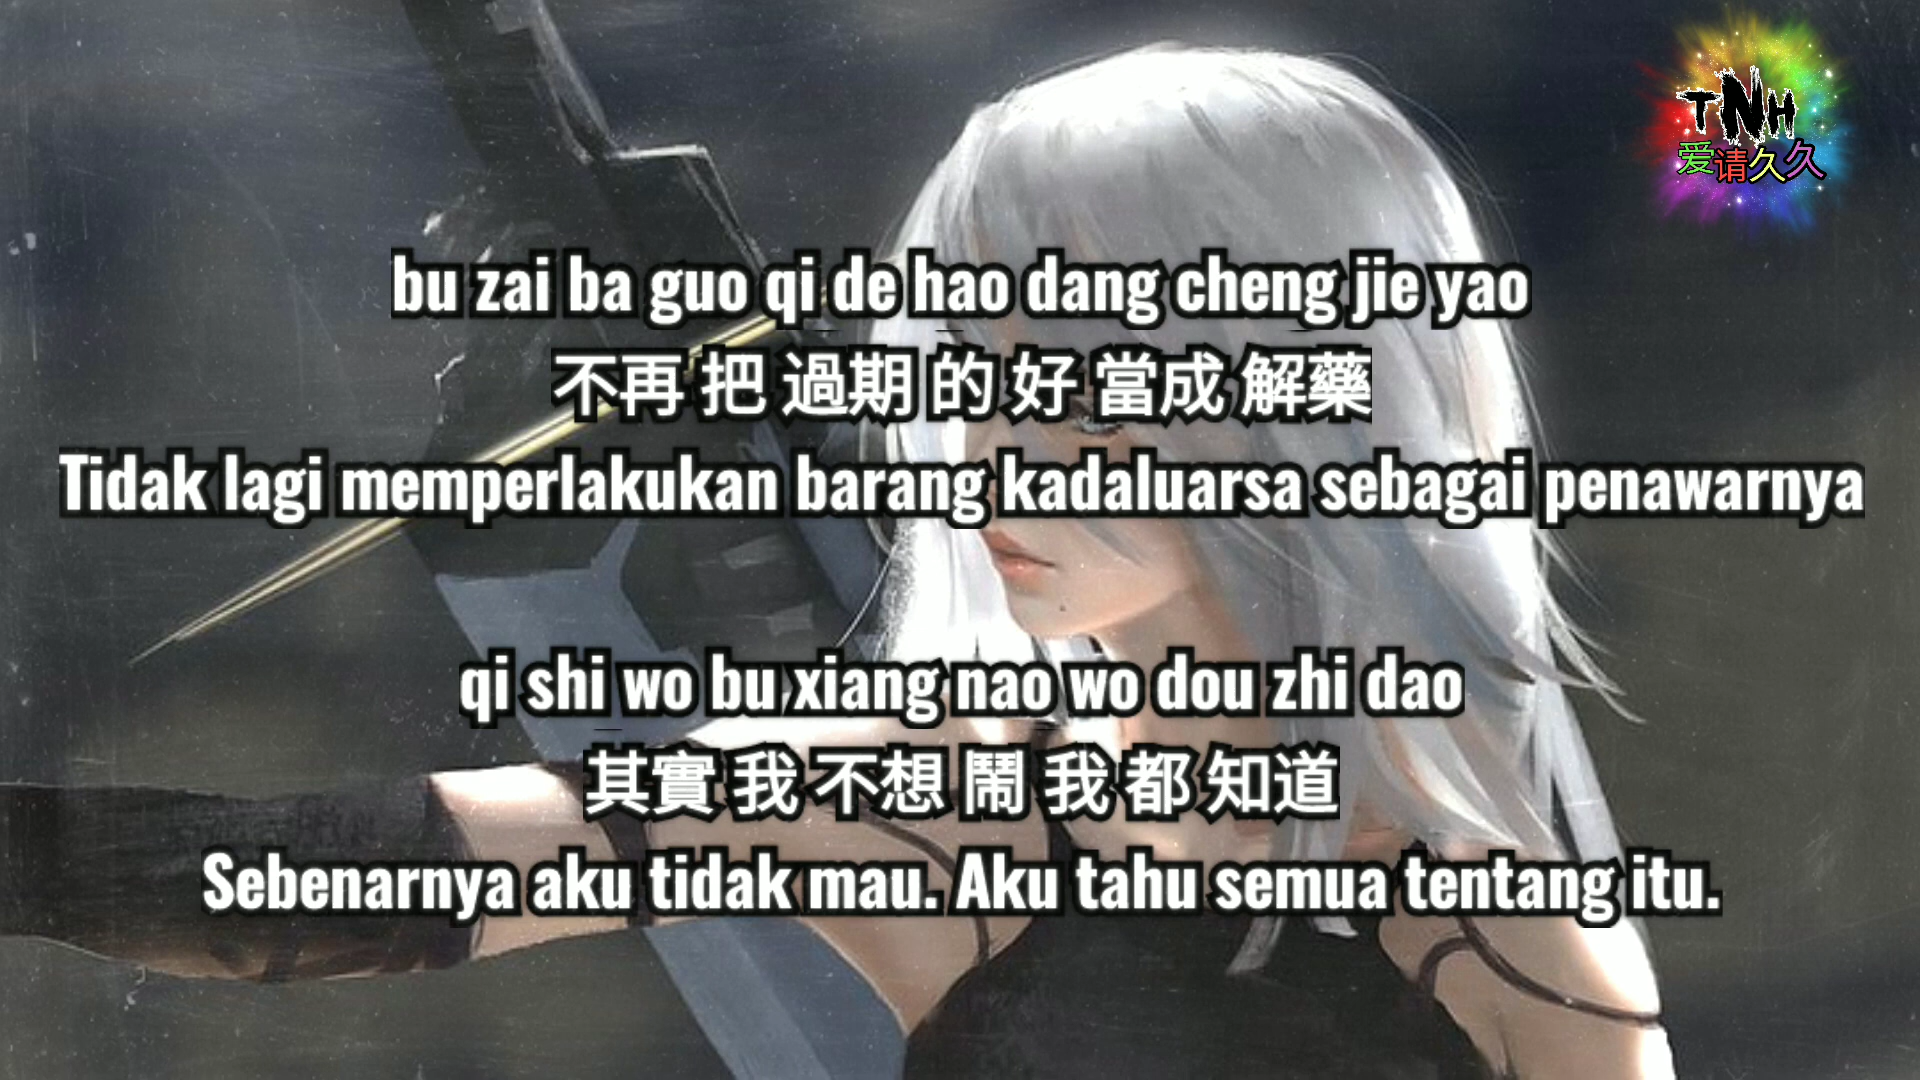 TNH
爱请久久
bu zai ba guo qi de hao dang cheng jie yao
不再 把 過期 的 好 當成 解藥
Tidak lagi memperlakukan barang kadaluarsa sebagai penawarnya
qi shi wo bu xiang nao wo dou zhi dao
其實 我 不想 鬧 我 都 知道
Sebenarnya aku tidak mau. Aku tahu semua tentang itu.